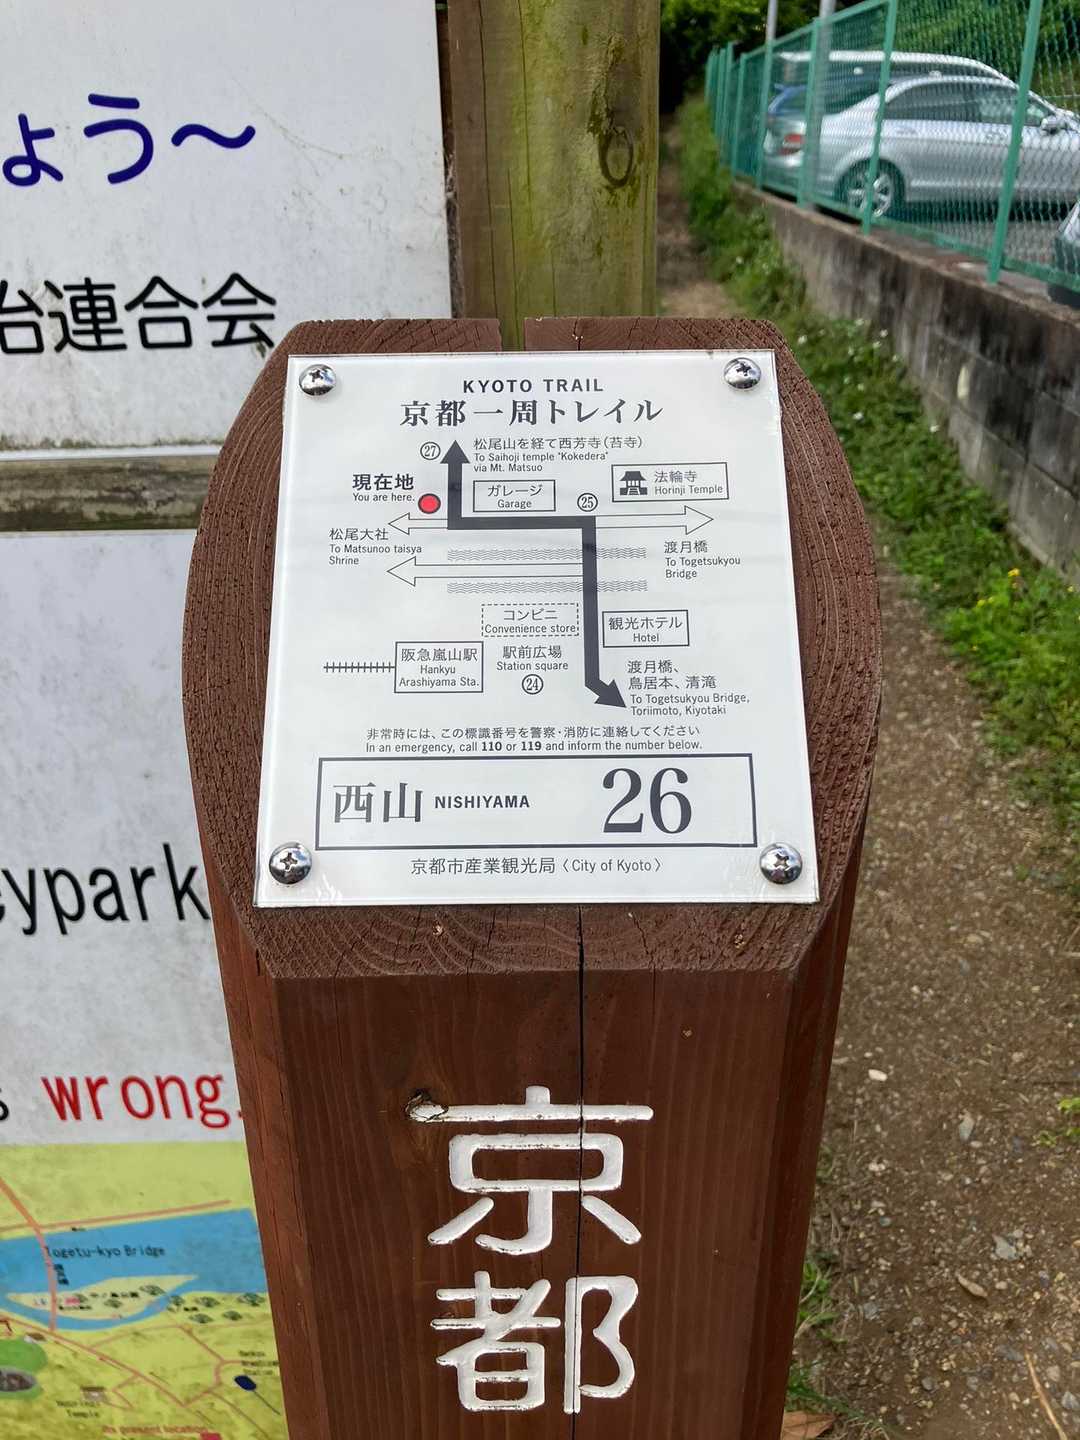 ょう～
治連合会
KYOTO TRAIL
京都一周トレイル
27
松尾山を経て西芳寺(苔寺)
To Saihoji temple "Kokedera"
via Mt. Matsuo
現在地
You are here.
ガレージ
Garage
25
法輪寺
Horinji Temple
松尾大社
To Matsunoo taisya
Shrine
渡月橋
To Togetsukyou
Bridge
コンビニ
Convenience store
観光ホテル
Hotel
阪急嵐山駅
Hankyu
Arashiyama Sta.
駅前広場
Station square
24
渡月橋、
鳥居本、清滝
To Togetsukyou Bridge,
Toriimoto, Kiyotaki
非常時には、この標識番号を警察・消防に連絡してください
In an emergency, call 110 or 119 and inform the number below.
西山 NISHIYAMA 26
京都市産業観光局〈City of Kyoto〉
eypark
s wrong.
Togetu-kyo Bridge
Temple
its present location
京都